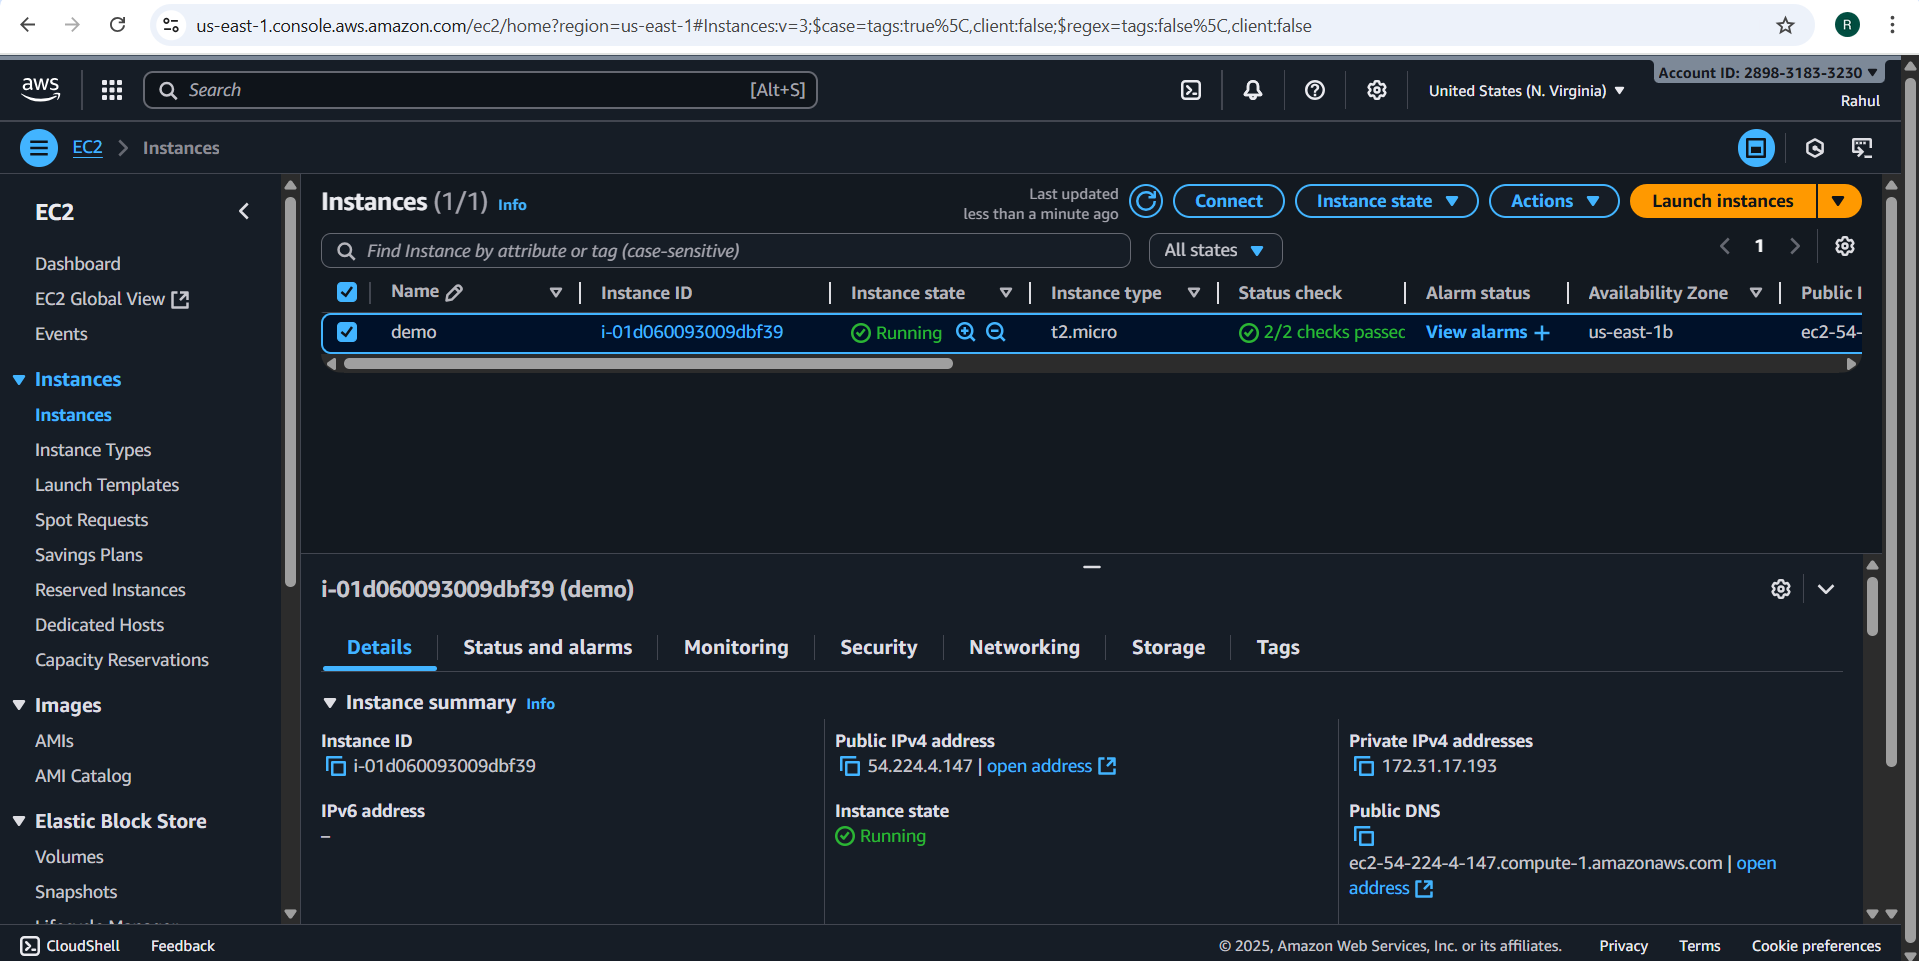 us-east-1.console.aws.amazon.com/ec2/home?region=us-east-1#Instances:v=3;$case=tags:true%5C,client:false;$regex=tags:false%5C,client:false
R
aws
Search
[Alt+S]
United States (N. Virginia)
Account ID: 2898-3183-3230
Rahul
EC2
Instances
EC2
Dashboard
EC2 Global View
Events
Instances
Instances
Instance Types
Launch Templates
Spot Requests
Savings Plans
Reserved Instances
Dedicated Hosts
Capacity Reservations
Images
AMIs
AMI Catalog
Elastic Block Store
Volumes
Snapshots
Instances (1/1) Info
Last updated
less than a minute ago
Connect
Instance state
Actions
Launch instances
Find Instance by attribute or tag (case-sensitive)
All states
1
Name Instance ID Instance state Instance type Status check Alarm status Availability Zone Public I
demo i-01d060093009dbf39 Running t2.micro 2/2 checks passec View alarms + us-east-1b ec2-54-
i-01d060093009dbf39 (demo)
Details Status and alarms Monitoring Security Networking Storage Tags
Instance summary Info
Instance ID
i-01d060093009dbf39
IPv6 address
–
Public IPv4 address
54.224.4.147 | open address
Instance state
Running
Private IPv4 addresses
172.31.17.193
Public DNS
ec2-54-224-4-147.compute-1.amazonaws.com | open
address
CloudShell Feedback
© 2025, Amazon Web Services, Inc. or its affiliates. Privacy Terms Cookie preferences